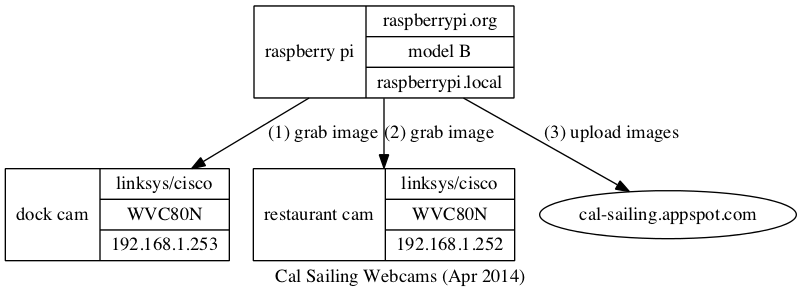 raspberry pi
raspberrypi.org
model B
raspberrypi.local
(1) grab image
(2) grab image
(3) upload images
dock cam
linksys/cisco
WVC80N
192.168.1.253
restaurant cam
linksys/cisco
WVC80N
192.168.1.252
cal-sailing.appspot.com
Cal Sailing Webcams (Apr 2014)